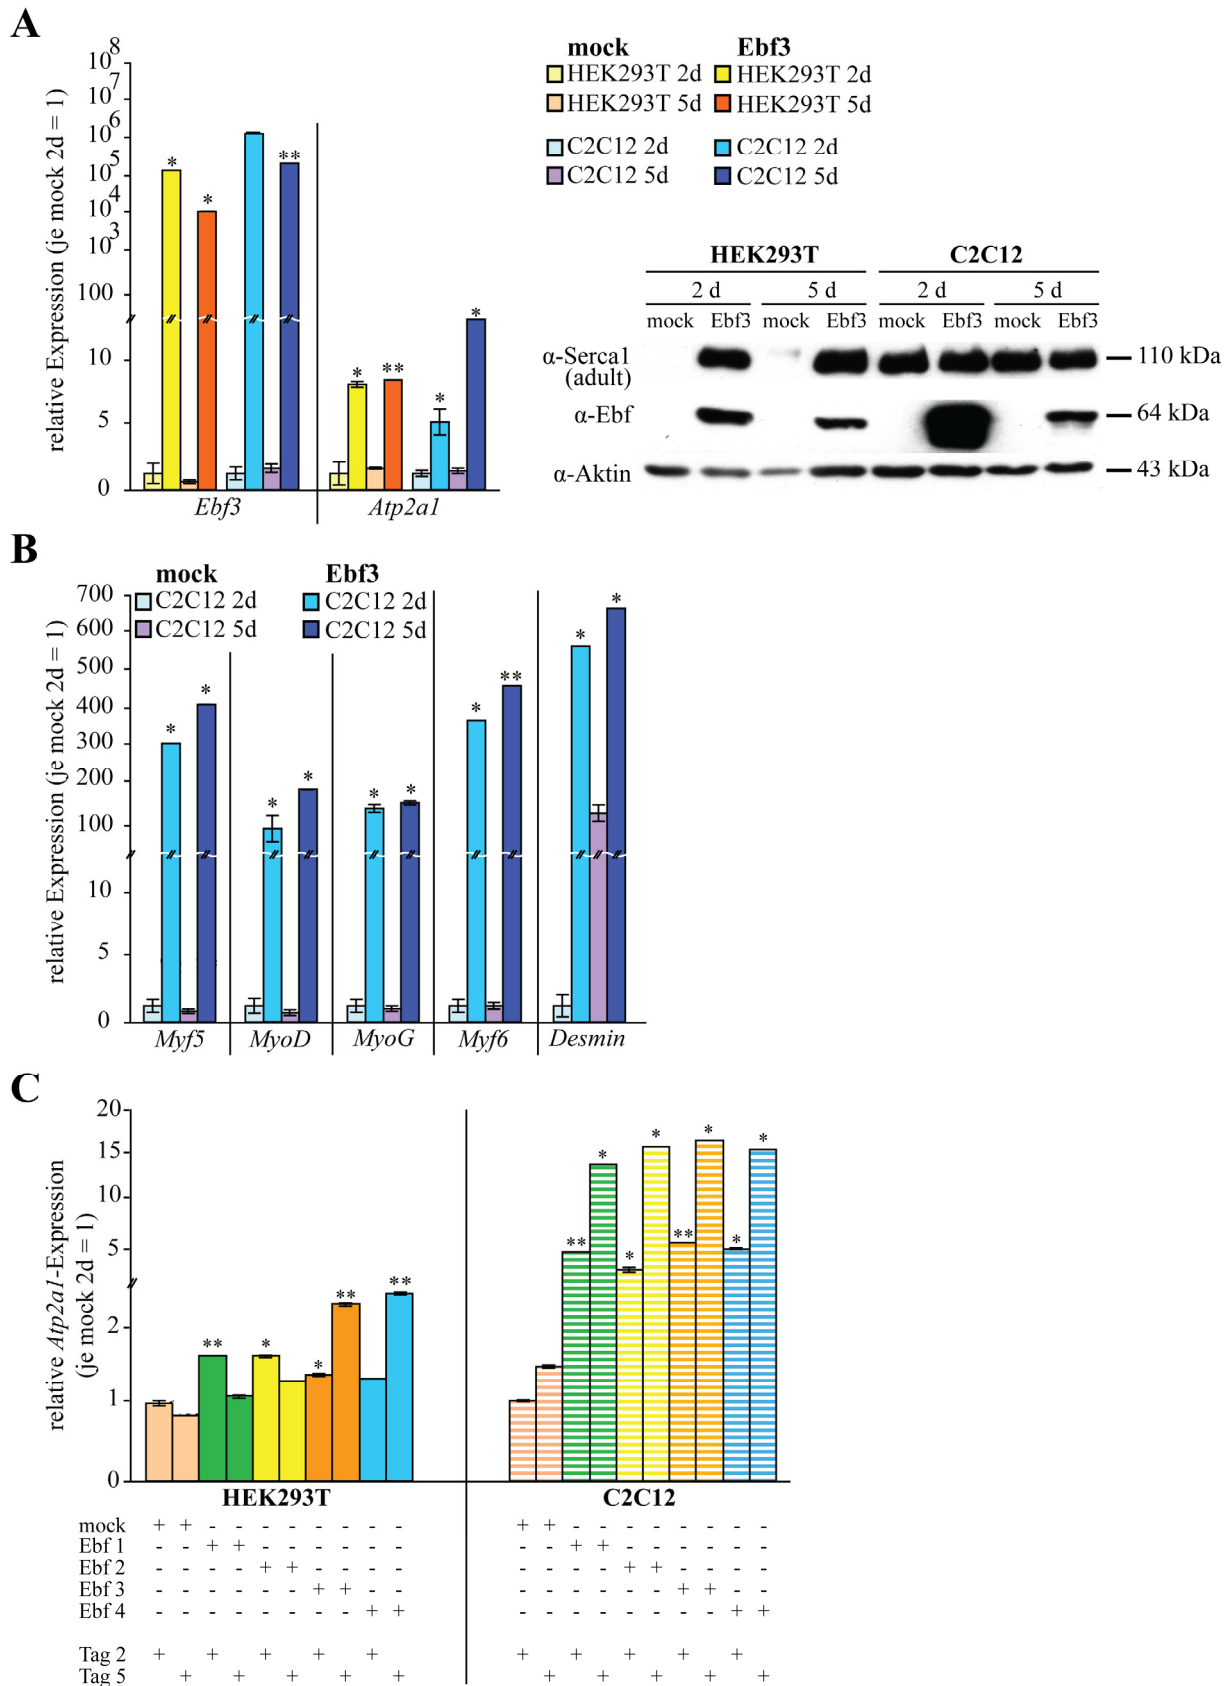 A
relative Expression (je mock 2d = 1)
10^8
10^7
10^6
10^5
10^4
10^3
100
10
5
0
* * ** * ** * *
Ebf3 Atp2a1
mock Ebf3
HEK293T 2d HEK293T 2d
HEK293T 5d HEK293T 5d
C2C12 2d C2C12 2d
C2C12 5d C2C12 5d
HEK293T C2C12
2 d 5 d 2 d 5 d
mock Ebf3 mock Ebf3 mock Ebf3 mock Ebf3
α-Serca1 110 kDa
(adult)
α-Ebf 64 kDa
α-Aktin 43 kDa
B
mock Ebf3
C2C12 2d C2C12 2d
C2C12 5d C2C12 5d
relative Expression (je mock 2d = 1)
700
600
500
400
300
200
100
10
5
0
* * * * * * * ** * *
Myf5 MyoD MyoG Myf6 Desmin
C
relative Atp2a1-Expression
(je mock 2d = 1)
20
15
10
5
2
1
0
** * * ** ** ** * * * ** * * *
HEK293T C2C12
mock + + - - - - - - - - + + - - - - - - - -
Ebf 1 - - + + - - - - - - - - + + - - - - - -
Ebf 2 - - - - + + - - - - - - - - + + - - - -
Ebf 3 - - - - - - + + - - - - - - - - + + - -
Ebf 4 - - - - - - - - + + - - - - - - - - + +
Tag 2 + + + + + + + + + +
Tag 5 + + + + + + + + + +